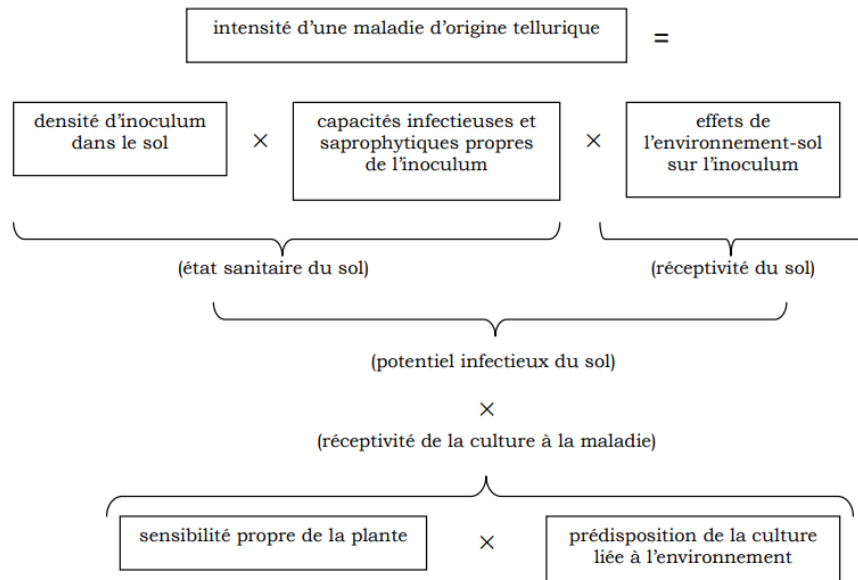 intensité d'une maladie d'origine tellurique =
densité d'inoculum
dans le sol
×
capacités infectieuses et
saprophytiques propres
de l'inoculum
×
effets de
l'environnement-sol
sur l'inoculum
(état sanitaire du sol)
(réceptivité du sol)
(potentiel infectieux du sol)
×
(réceptivité de la culture à la maladie)
sensibilité propre de la plante
×
prédisposition de la culture
liée à l'environnement